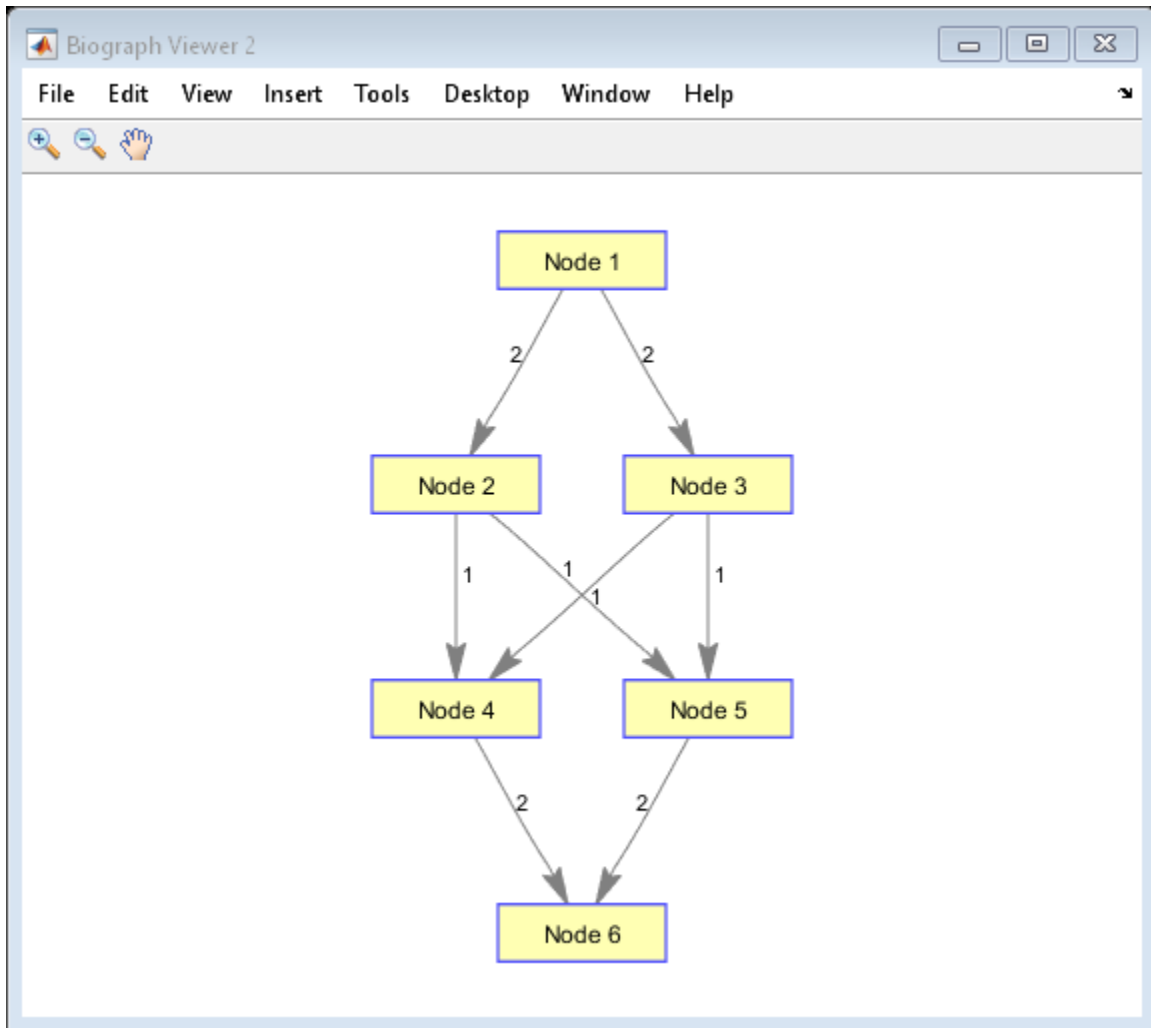 Biograph Viewer 2
File Edit View Insert Tools Desktop Window Help
Node 1
2 2
Node 2 Node 3
1 1 1
1
Node 4 Node 5
2 2
Node 6